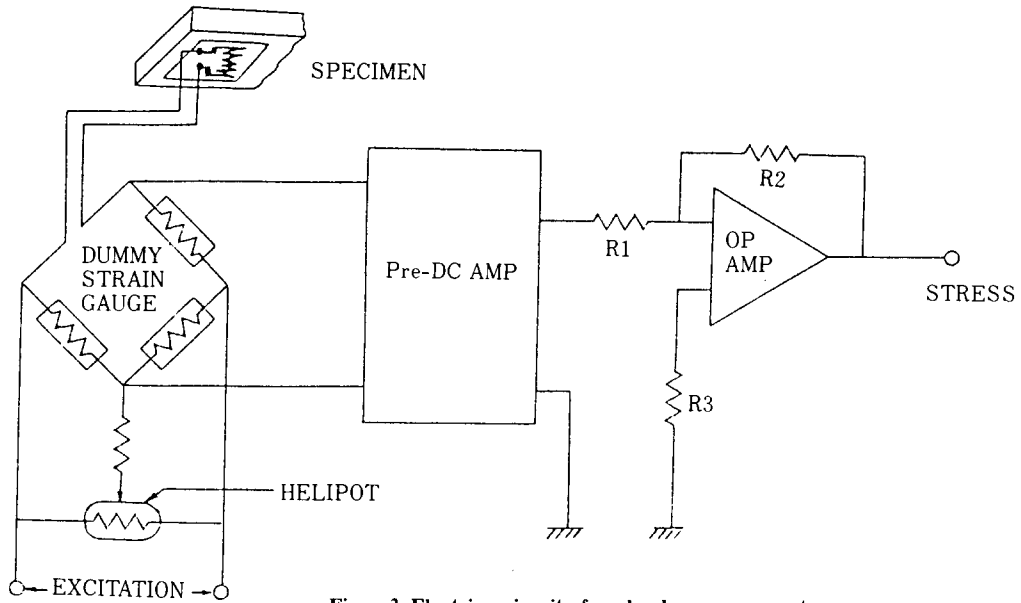 SPECIMEN
R2
DUMMY
STRAIN
GAUGE
Pre-DC AMP
R1
OP
AMP
STRESS
R3
HELIPOT
EXCITATION